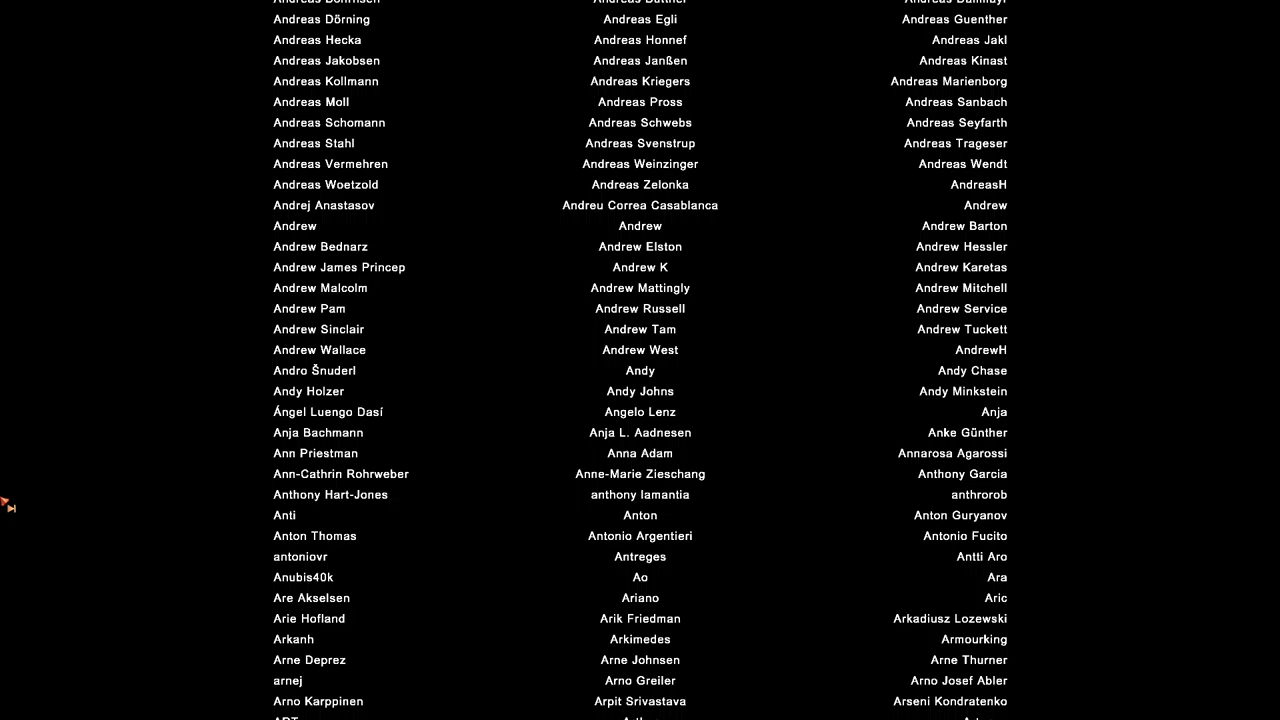 Andreas Dörning Andreas Egli Andreas Guenther
Andreas Hecka Andreas Honnef Andreas Jakl
Andreas Jakobsen Andreas Janßen Andreas Kinast
Andreas Kollmann Andreas Kriegers Andreas Marienborg
Andreas Moll Andreas Pross Andreas Sanbach
Andreas Schomann Andreas Schwebs Andreas Seyfarth
Andreas Stahl Andreas Svenstrup Andreas Trageser
Andreas Vermehren Andreas Weinzinger Andreas Wendt
Andreas Woetzold Andreas Zelonka AndreasH
Andrej Anastasov Andreu Correa Casablanca Andrew
Andrew Andrew Andrew Barton
Andrew Bednarz Andrew Elston Andrew Hessler
Andrew James Princep Andrew K Andrew Karetas
Andrew Malcolm Andrew Mattingly Andrew Mitchell
Andrew Pam Andrew Russell Andrew Service
Andrew Sinclair Andrew Tam Andrew Tuckett
Andrew Wallace Andrew West AndrewH
Andro Šnuderl Andy Andy Chase
Andy Holzer Andy Johns Andy Minkstein
Ángel Luengo Dasí Angelo Lenz Anja
Anja Bachmann Anja L. Aadnesen Anke Günther
Ann Priestman Anna Adam Annarosa Agarossi
Ann-Cathrin Rohrweber Anne-Marie Zieschang Anthony Garcia
Anthony Hart-Jones anthony lamantia anthrorob
Anti Anton Anton Guryanov
Anton Thomas Antonio Argentieri Antonio Fucito
antoniovr Antreges Antti Aro
Anubis40k Ao Ara
Are Akselsen Ariano Aric
Arie Hofland Arik Friedman Arkadiusz Lozewski
Arkanh Arkimedes Armourking
Arne Deprez Arne Johnsen Arne Thurner
arnej Arno Greiler Arno Josef Abler
Arno Karppinen Arpit Srivastava Arseni Kondratenko